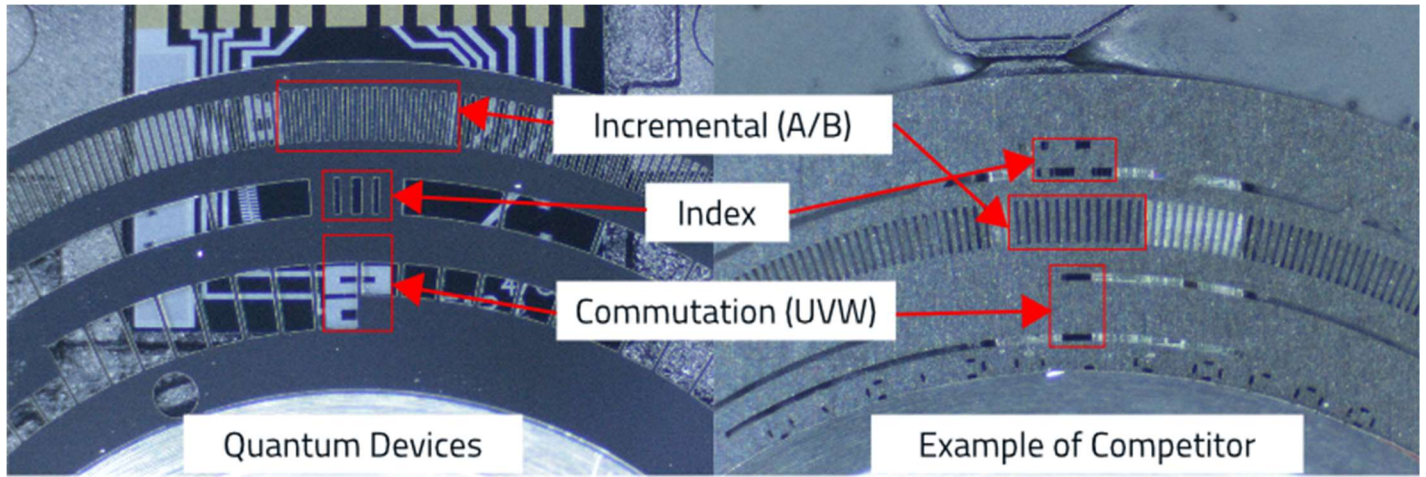 Incremental (A/B)
Index
Commutation (UVW)
Quantum Devices
Example of Competitor